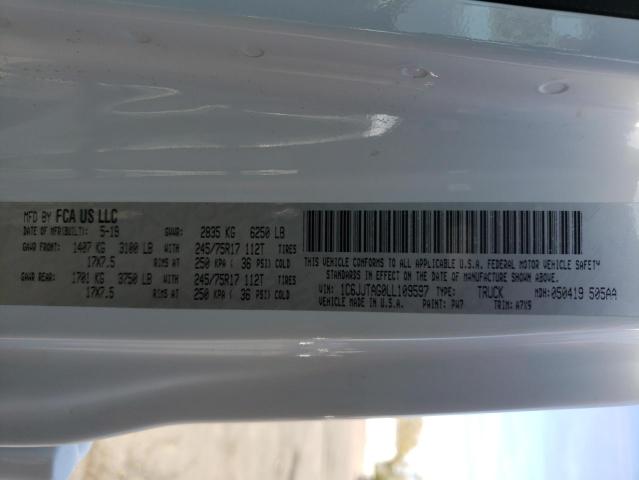 MFD BY FCA US LLC
DATE OF MFR(BUILT): 5-19 GVWR: 2835 KG 6250 LB
GAWR FRONT: 1407 KG 3100 LB WITH 245/75R17 112T TIRES
17X7.5 RIMS AT 250 KPA ( 36 PSI) COLD
GAWR REAR: 1701 KG 3750 LB WITH 245/75R17 112T TIRES
17X7.5 RIMS AT 250 KPA ( 36 PSI) COLD
THIS VEHICLE CONFORMS TO ALL APPLICABLE U.S.A. FEDERAL MOTOR VEHICLE SAFETY
STANDARDS IN EFFECT ON THE DATE OF MANUFACTURE SHOWN ABOVE.
VIN: 1C6JJTAG0LL109597 TYPE: TRUCK MDH: 050419 505AA
VEHICLE MADE IN U.S.A. PAINT: PW7 TRIM: A7X9